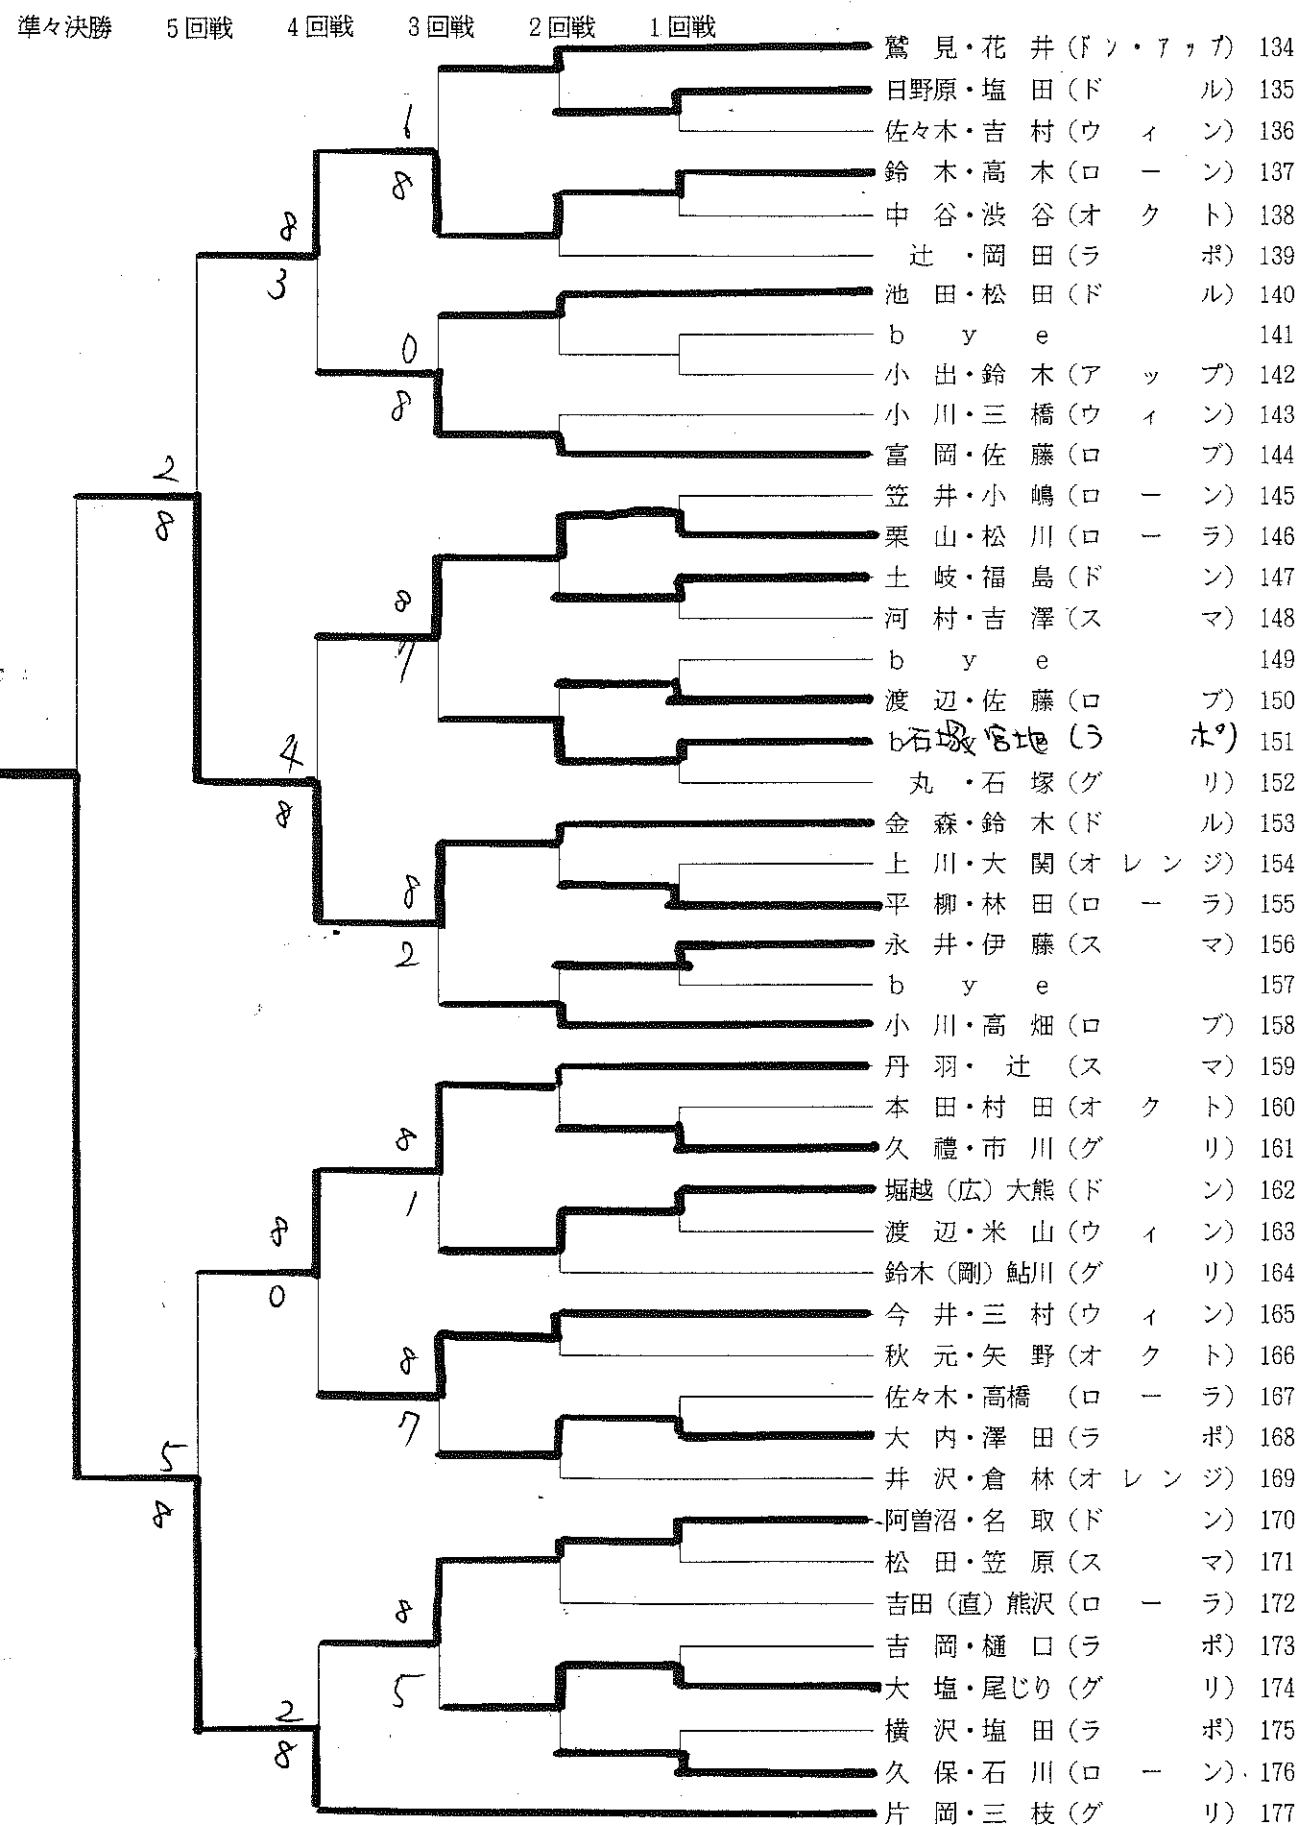 準々決勝 5回戦 4回戦 3回戦 2回戦 1回戦
鷲見・花井(ドン・アップ) 134
日野原・塩田(ドル) 135
佐々木・吉村(ウィン) 136
1
鈴木・高木(ローン) 137
8
中谷・渋谷(オクト) 138
8
辻・岡田(ラポ) 139
3
池田・松田(ドル) 140
bye 141
0
小出・鈴木(アップ) 142
8
小川・三橋(ウィン) 143
富岡・佐藤(ロブ) 144
2
笠井・小嶋(ローン) 145
8
栗山・松川(ローラ) 146
土岐・福島(ドン) 147
8
河村・吉澤(スマ) 148
7
bye 149
渡辺・佐藤(ロブ) 150
石塚 宮地(ラポ) 151
4
丸・石塚(グリ) 152
8
金森・鈴木(ドル) 153
上川・大関(オレンジ) 154
8
平柳・林田(ローラ) 155
2
永井・伊藤(スマ) 156
bye 157
小川・高畑(ロブ) 158
丹羽・辻(スマ) 159
本田・村田(オクト) 160
8
久禮・市川(グリ) 161
1
堀越(広)大熊(ドン) 162
8
渡辺・米山(ウィン) 163
鈴木(剛)鮎川(グリ) 164
0
今井・三村(ウィン) 165
8
秋元・矢野(オクト) 166
佐々木・高橋(ローラ) 167
7
大内・澤田(ラポ) 168
5
井沢・倉林(オレンジ) 169
8
阿曽沼・名取(ドン) 170
松田・笠原(スマ) 171
8
吉田(直)熊沢(ローラ) 172
吉岡・樋口(ラポ) 173
5
大塩・尾じり(グリ) 174
2
横沢・塩田(ラポ) 175
8
久保・石川(ローン) 176
片岡・三枝(グリ) 177